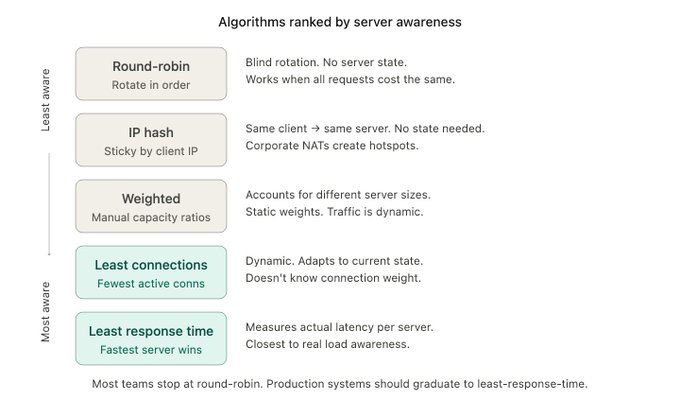 Algorithms ranked by server awareness
Least aware
Round-robin
Rotate in order
Blind rotation. No server state.
Works when all requests cost the same.
IP hash
Sticky by client IP
Same client → same server. No state needed.
Corporate NATs create hotspots.
Weighted
Manual capacity ratios
Accounts for different server sizes.
Static weights. Traffic is dynamic.
Most aware
Least connections
Fewest active conns
Dynamic. Adapts to current state.
Doesn't know connection weight.
Least response time
Fastest server wins
Measures actual latency per server.
Closest to real load awareness.
Most teams stop at round-robin. Production systems should graduate to least-response-time.